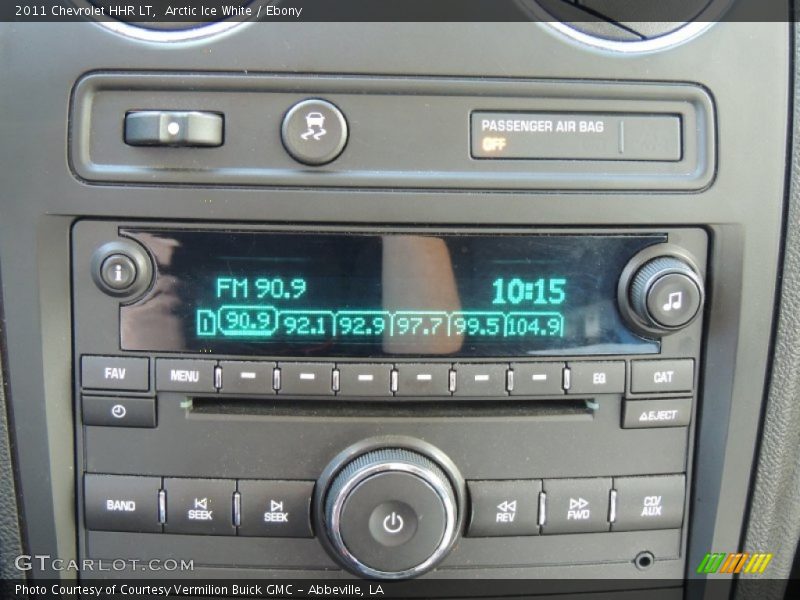 2011 Chevrolet HHR LT,  Arctic Ice White / Ebony
PASSENGER AIR BAG
OFF
i
FM 90.9 10:15
1 90.9 92.1 92.9 97.7 99.5 104.9
FAV MENU EQ CAT
EJECT
BAND SEEK SEEK REV FWD CD/
AUX
GTCARLOT.COM
Photo Courtesy of Courtesy Vermilion Buick GMC - Abbeville, LA